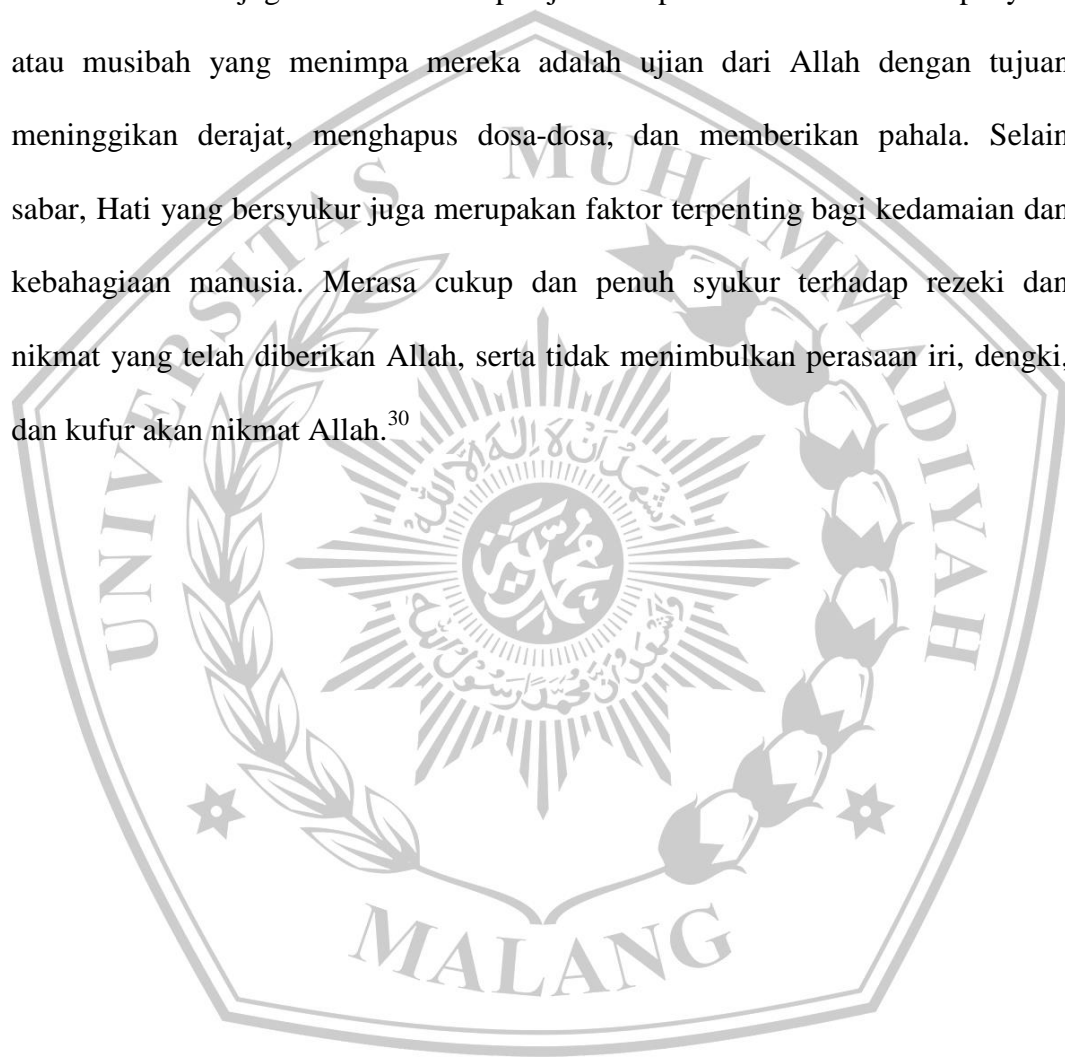 atau musibah yang menimpa mereka adalah ujian dari Allah dengan tujuan
meninggikan derajat, menghapus dosa-dosa, dan memberikan pahala. Selain
sabar, Hati yang bersyukur juga merupakan faktor terpenting bagi kedamaian dan
kebahagiaan manusia. Merasa cukup dan penuh syukur terhadap rezeki dan
nikmat yang telah diberikan Allah, serta tidak menimbulkan perasaan iri, dengki,
dan kufur akan nikmat Allah.30
UNIVERSITAS MUHAMMADIYAH
MALANG